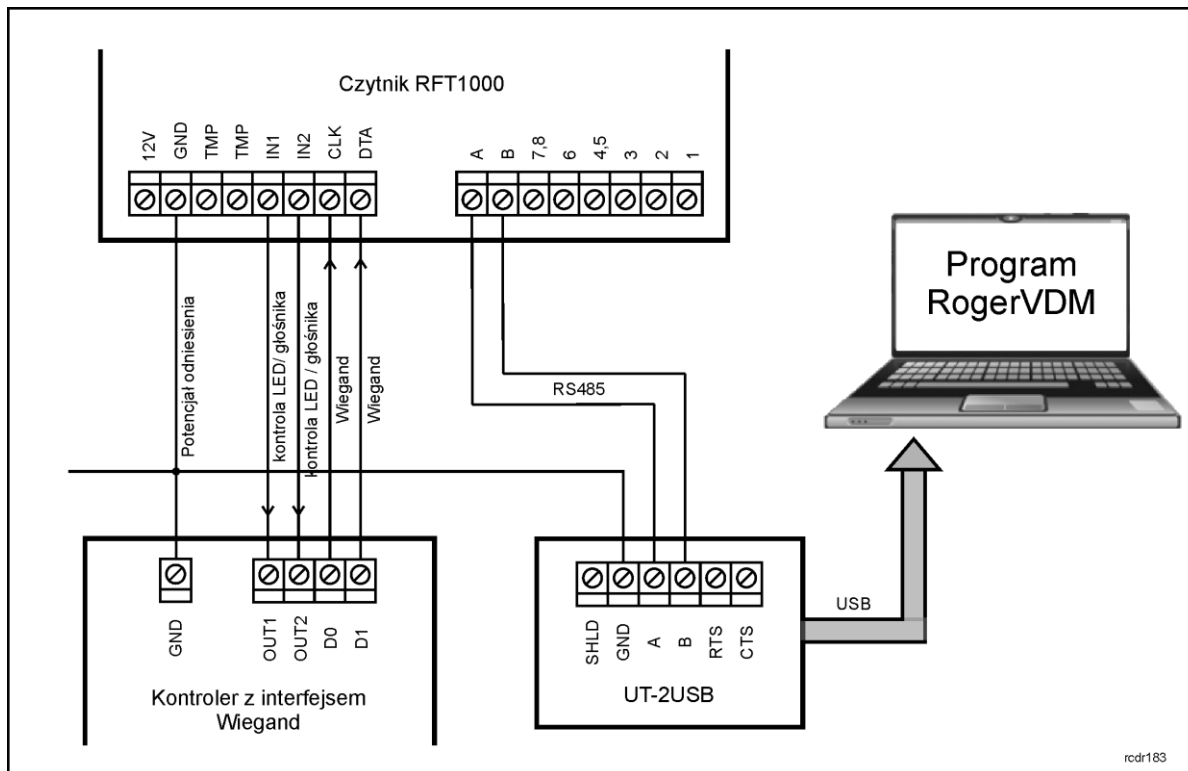 Czytnik RFT1000
12V
GND
TMP
TMP
IN1
IN2
CLK
DTA
A
B
7,8
6
4,5
3
2
1
Potencjał odniesienia
kontrola LED/ głośnika
kontrola LED / głośnika
Wiegand
Wiegand
RS485
Program
RogerVDM
GND
OUT1
OUT2
D0
D1
Kontroler z interfejsem
Wiegand
SHLD
GND
A
B
RTS
CTS
UT-2USB
USB
rcdr183